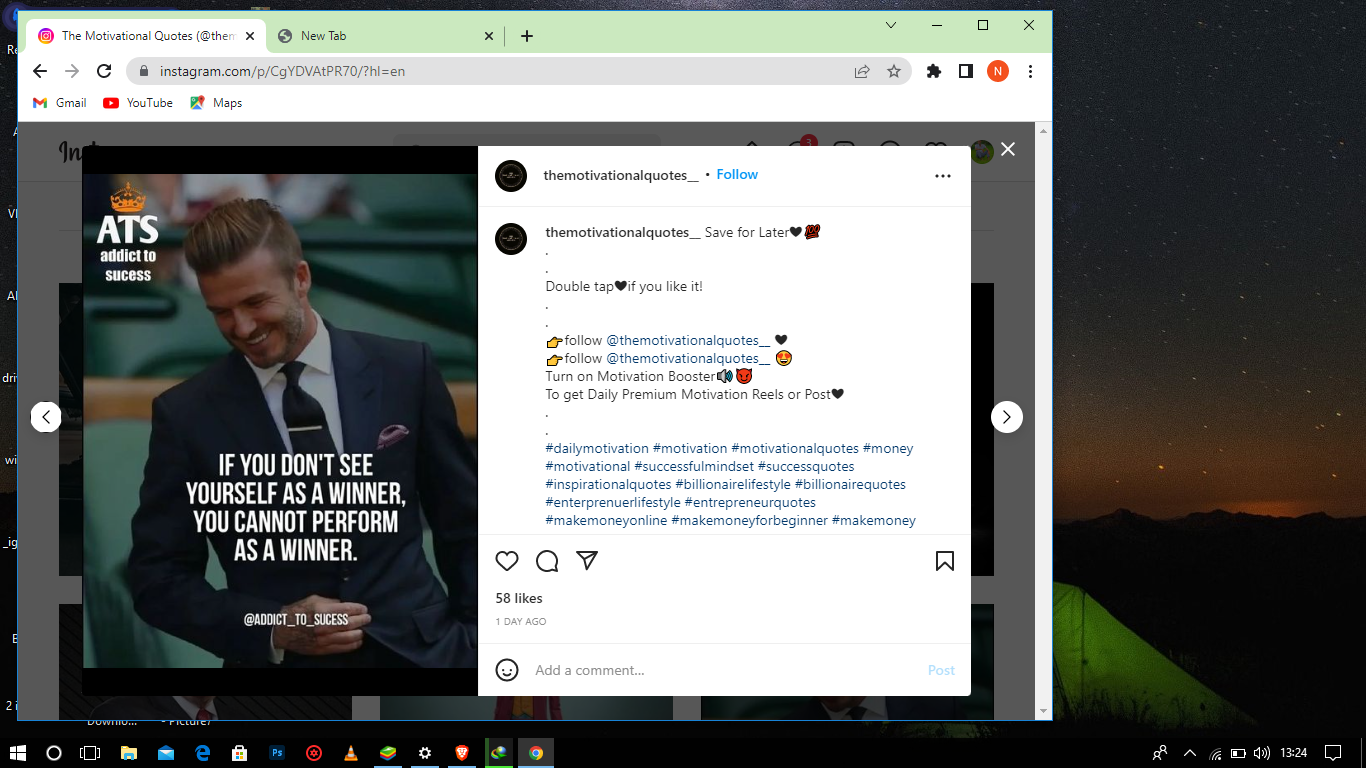 The Motivational Quotes (@them
New Tab
instagram.com/p/CgYDVAtPR70/?hl=en
N
Gmail
YouTube
Maps
3
ATS
addict to
sucess
IF YOU DON'T SEE
YOURSELF AS A WINNER,
YOU CANNOT PERFORM
AS A WINNER.
@ADDICT_TO_SUCESS
themotivationalquotes__ • Follow
themotivationalquotes__ Save for Later🖤💯
.
.
Double tap🖤if you like it!
.
.
👉follow @themotivationalquotes__ 🖤
👉follow @themotivationalquotes__ 😍
Turn on Motivation Booster🔊😈
To get Daily Premium Motivation Reels or Post🖤
.
.
#dailymotivation #motivation #motivationalquotes #money
#motivational #successfulmindset #successquotes
#inspirationalquotes #billionairelifestyle #billionairequotes
#enterprenuerlifestyle #entrepreneurquotes
#makemoneyonline #makemoneyforbeginner #makemoney
58 likes
1 DAY AGO
Add a comment...
Post
Ps
13:24